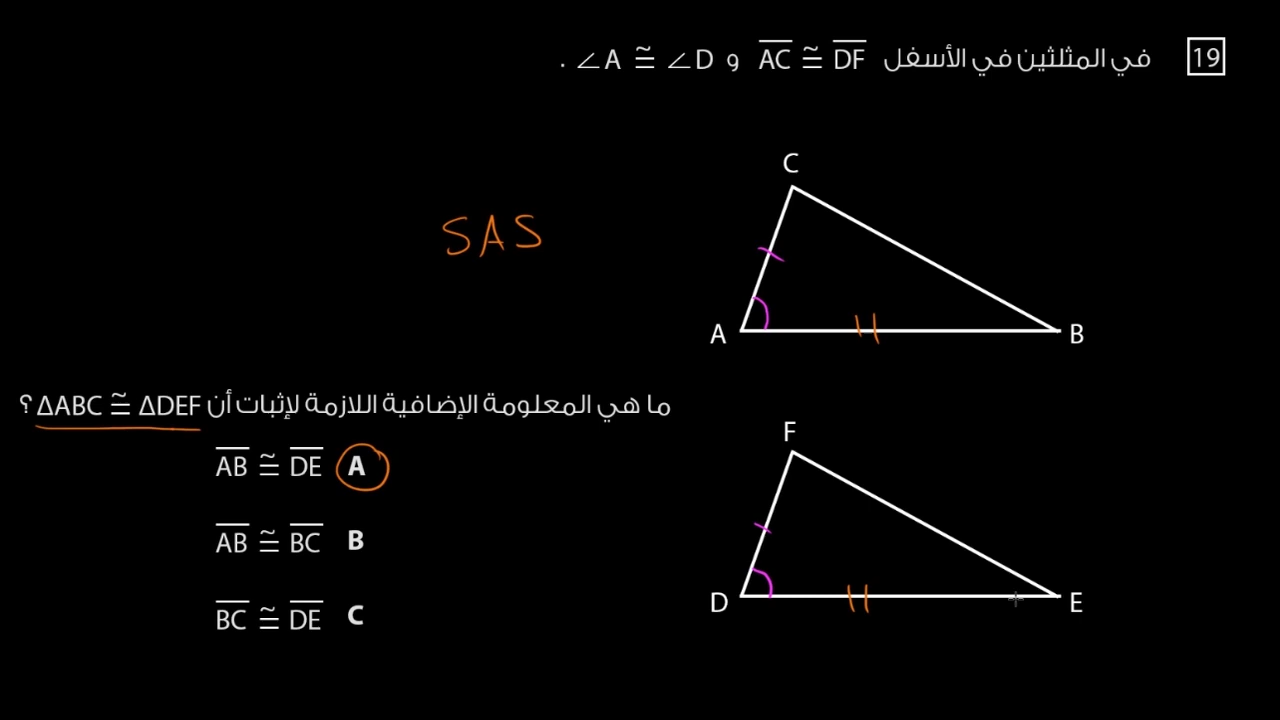 19 في المثلثين في الأسفل AC ≅ DF و ∠A ≅ ∠D .
C
SAS
A
B
ما هي المعلومة الإضافية اللازمة لإثبات أن ΔABC ≅ ΔDEF ؟
F
A AB ≅ DE
B AB ≅ BC
C BC ≅ DE
D
E